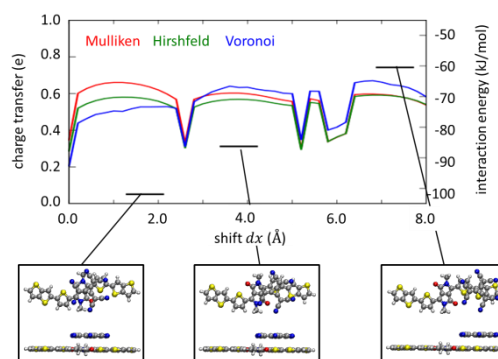 Mulliken Hirshfeld Voronoi
charge transfer (e)
1.0
0.8
0.6
0.4
0.2
0.0
0.0 2.0 4.0 6.0 8.0
shift dx (Å)
-50
-60
-70
-80
-90
-100
interaction energy (kJ/mol)